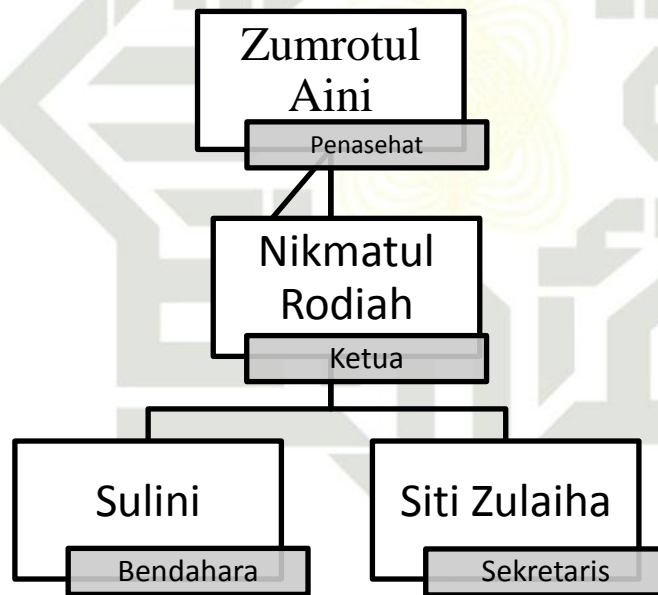 Zumrotul
Aini
Penasehat
Nikmatul
Rodiah
Ketua
Sulini
Bendahara
Siti Zulaiha
Sekretaris